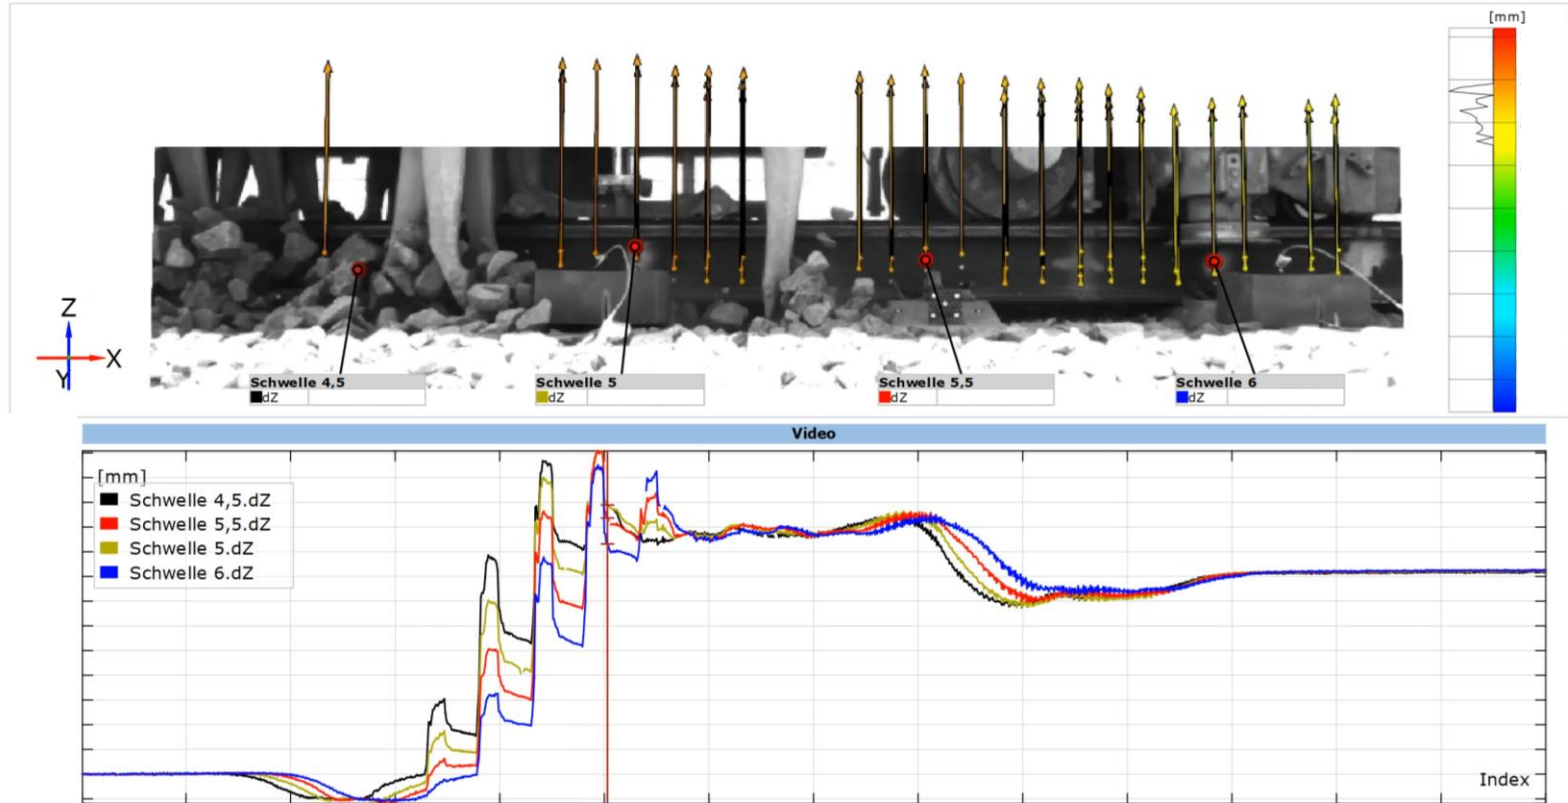 [mm]
Z
X
Y
Schwelle 4,5
dZ
Schwelle 5
dZ
Schwelle 5,5
dZ
Schwelle 6
dZ
Video
[mm]
Schwelle 4,5.dZ
Schwelle 5,5.dZ
Schwelle 5.dZ
Schwelle 6.dZ
Index